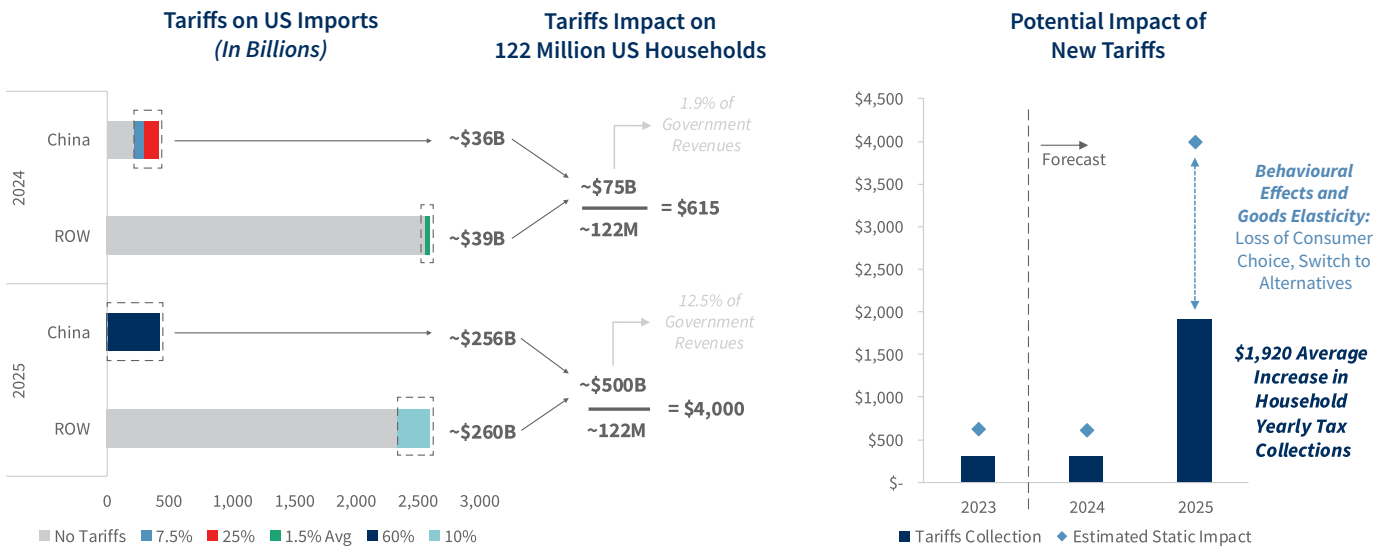 Tariffs on US Imports
(In Billions)
2024
China
ROW
2025
China
ROW
0
500
1,000
1,500
2,000
2,500
3,000
No Tariffs
7.5%
25%
1.5% Avg
60%
10%
Tariffs Impact on
122 Million US Households
~$36B
~$39B
1.9% of
Government
Revenues
~$75B
~122M
= $615
~$256B
~$260B
12.5% of
Government
Revenues
~$500B
~122M
= $4,000
Potential Impact of
New Tariffs
$4,500
$4,000
$3,500
$3,000
$2,500
$2,000
$1,500
$1,000
$500
$-
Forecast
2023
2024
2025
Tariffs Collection
Estimated Static Impact
Behavioural
Effects and
Goods Elasticity:
Loss of Consumer
Choice, Switch to
Alternatives
$1,920 Average
Increase in
Household
Yearly Tax
Collections